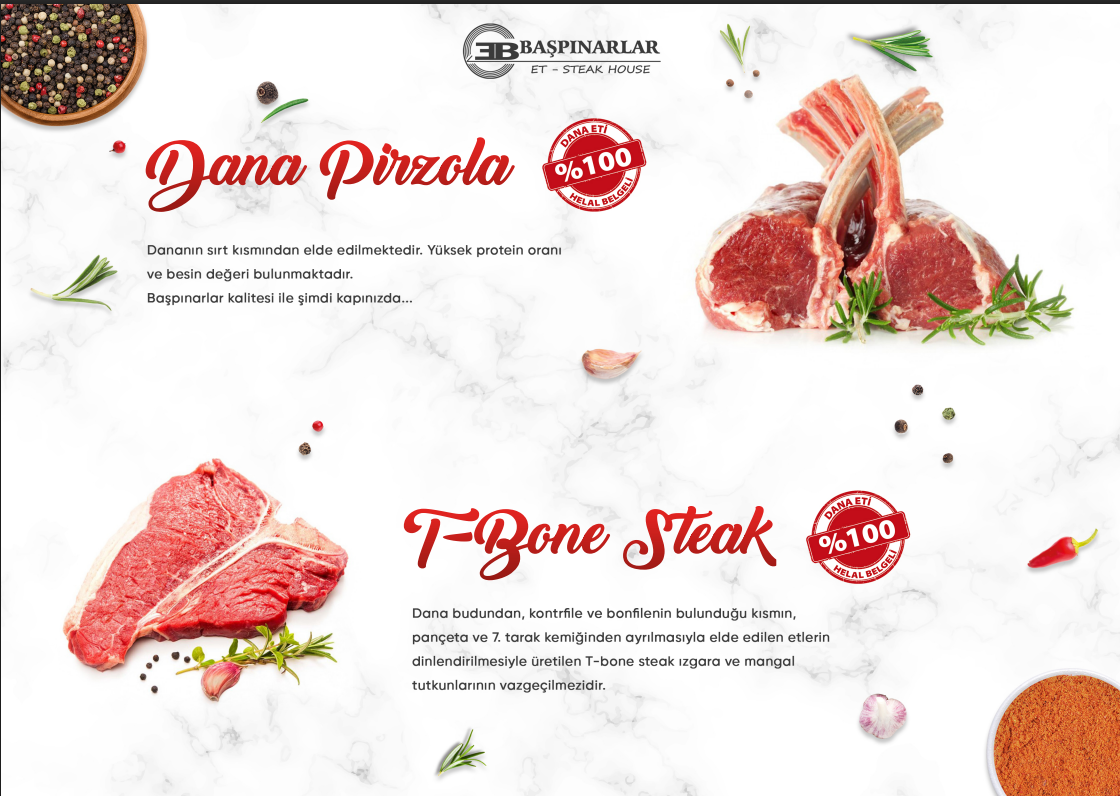 BAŞPINARLAR
ET - STEAK HOUSE
Dana Pirzola
DANA ETİ
%100
HELAL BELGELİ
Dananın sırt kısmından elde edilmektedir. Yüksek protein oranı
ve besin değeri bulunmaktadır.
Başpınarlar kalitesi ile şimdi kapınızda...
T-Bone Steak
DANA ETİ
%100
HELAL BELGELİ
Dana budundan, kontrfile ve bonfilenin bulunduğu kısmın,
pançeta ve 7. tarak kemiğinden ayrılmasıyla elde edilen etlerin
dinlendirilmesiyle üretilen T-bone steak ızgara ve mangal
tutkunlarının vazgeçilmezidir.